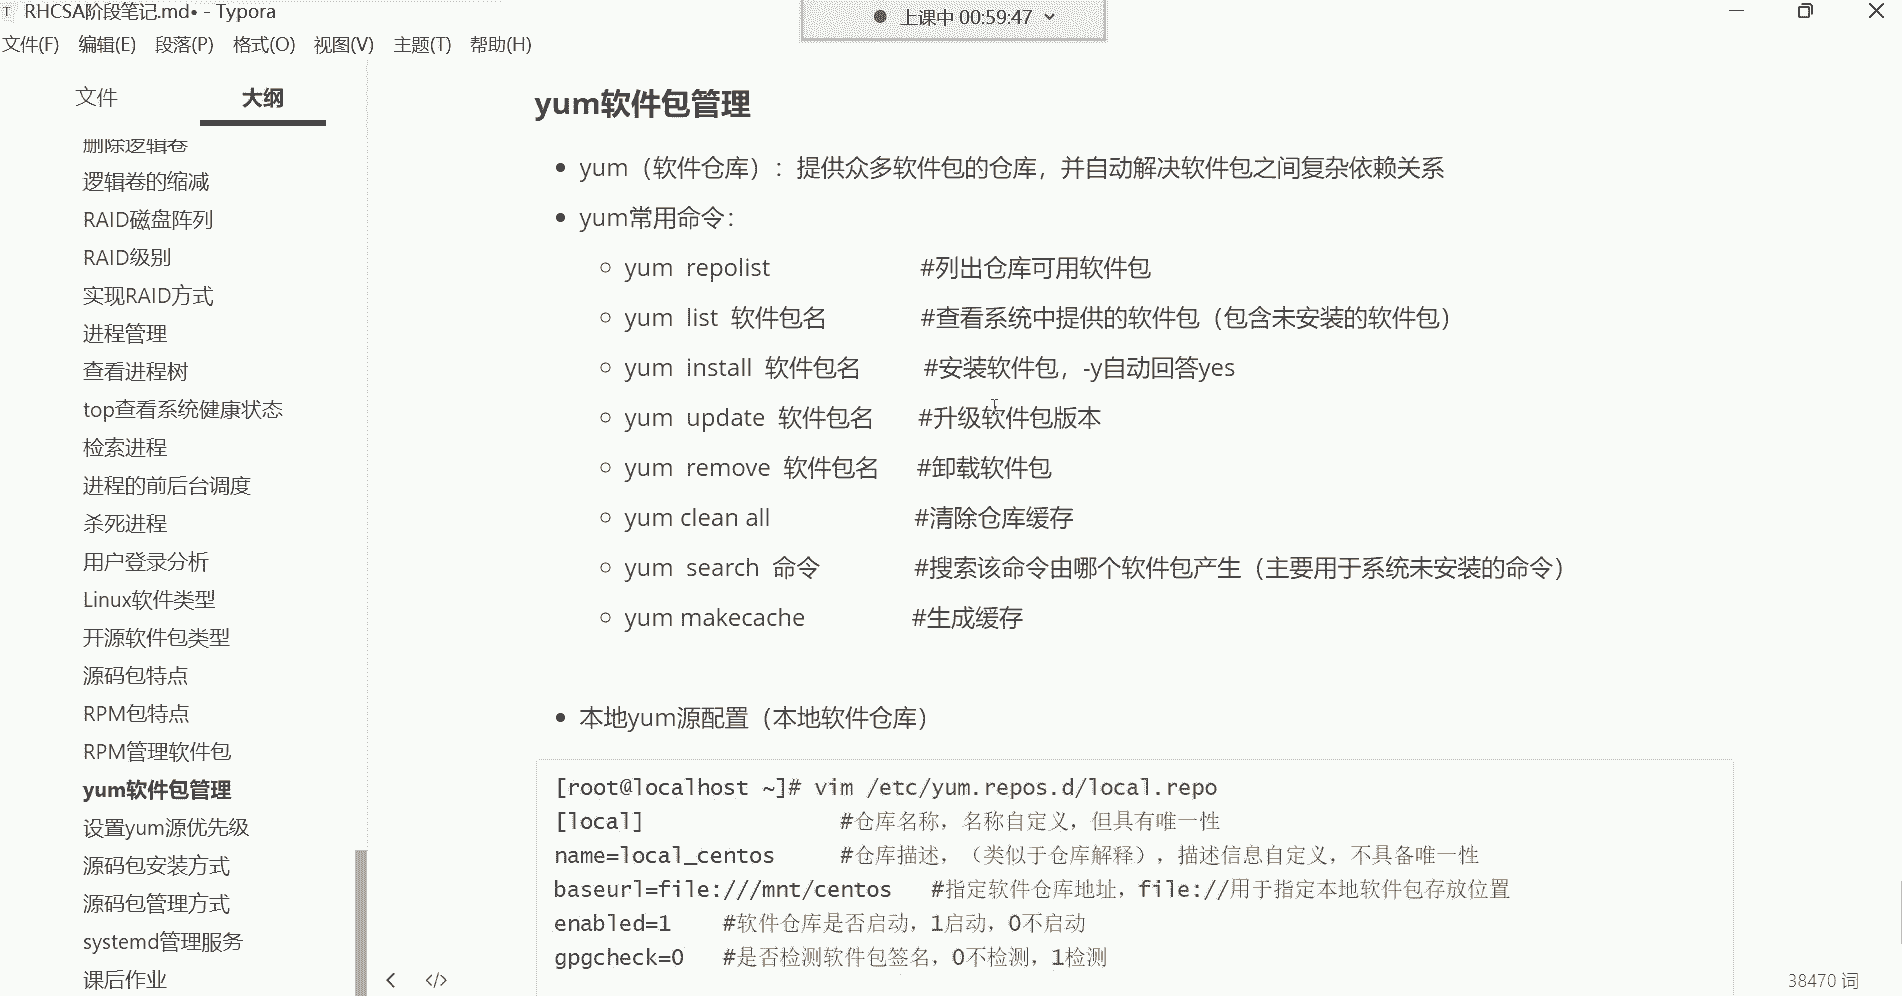 RHCSA阶段笔记.md• - Typora
上课中 00:59:47
文件(F) 编辑(E) 段落(P) 格式(O) 视图(V) 主题(T) 帮助(H)
文件 大纲
删除逻辑卷
逻辑卷的缩减
RAID磁盘阵列
RAID级别
实现RAID方式
进程管理
查看进程树
top查看系统健康状态
检索进程
进程的前后台调度
杀死进程
用户登录分析
Linux软件类型
开源软件包类型
源码包特点
RPM包特点
RPM管理软件包
yum软件包管理
设置yum源优先级
源码包安装方式
源码包管理方式
systemd管理服务
课后作业
yum软件包管理
yum（软件仓库）：提供众多软件包的仓库，并自动解决软件包之间复杂依赖关系
yum常用命令：
yum repolist #列出仓库可用软件包
yum list 软件包名 #查看系统中提供的软件包（包含未安装的软件包）
yum install 软件包名 #安装软件包，-y自动回答yes
yum update 软件包名 #升级软件包版本
yum remove 软件包名 #卸载软件包
yum clean all #清除仓库缓存
yum search 命令 #搜索该命令由哪个软件包产生（主要用于系统未安装的命令）
yum makecache #生成缓存
本地yum源配置（本地软件仓库）
[root@localhost ~]# vim /etc/yum.repos.d/local.repo
[local] #仓库名称，名称自定义，但具有唯一性
name=local_centos #仓库描述，（类似于仓库解释），描述信息自定义，不具备唯一性
baseurl=file:///mnt/centos #指定软件仓库地址，file://用于指定本地软件包存放位置
enabled=1 #软件仓库是否启动，1启动，0不启动
gpgcheck=0 #是否检测软件包签名，0不检测，1检测
38470 词